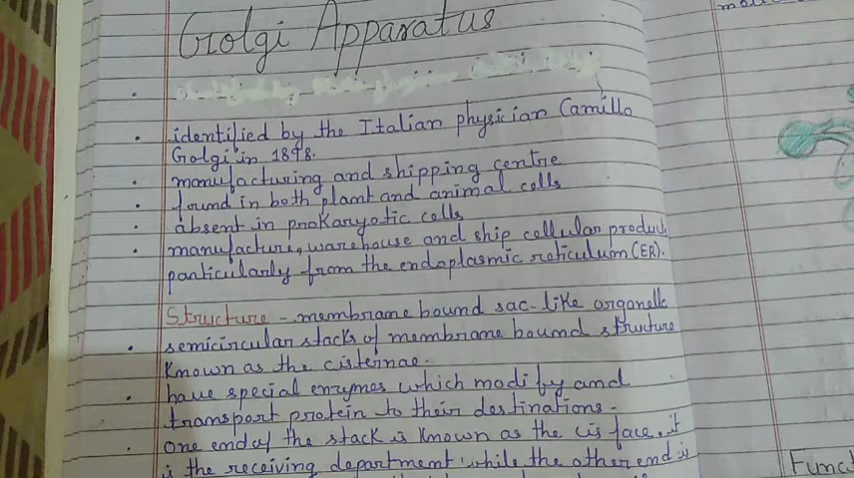 Golgi Apparatus
identified by the Italian physician Camillo
Golgi in 1898.
manufacturing and shipping centre
found in both plant and animal cells
absent in prokaryotic cells
manufacture, warehouse and ship cellular product
particularly from the endoplasmic reticulum (ER).
Structure - membrane bound sac-like organelle
semicircular stacks of membrane bound structure
known as the cisternae.
have special enzymes which modify and
transport protein to their destinations.
one end of the stack is known as the cis face, it
is the receiving department while the other end is
Funct